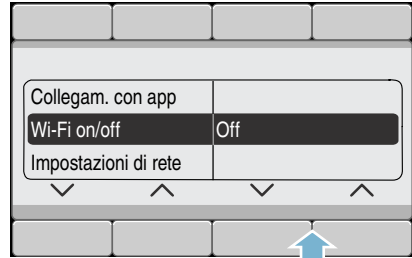 Collegam. con app
Wi-Fi on/off Off
Impostazioni di rete